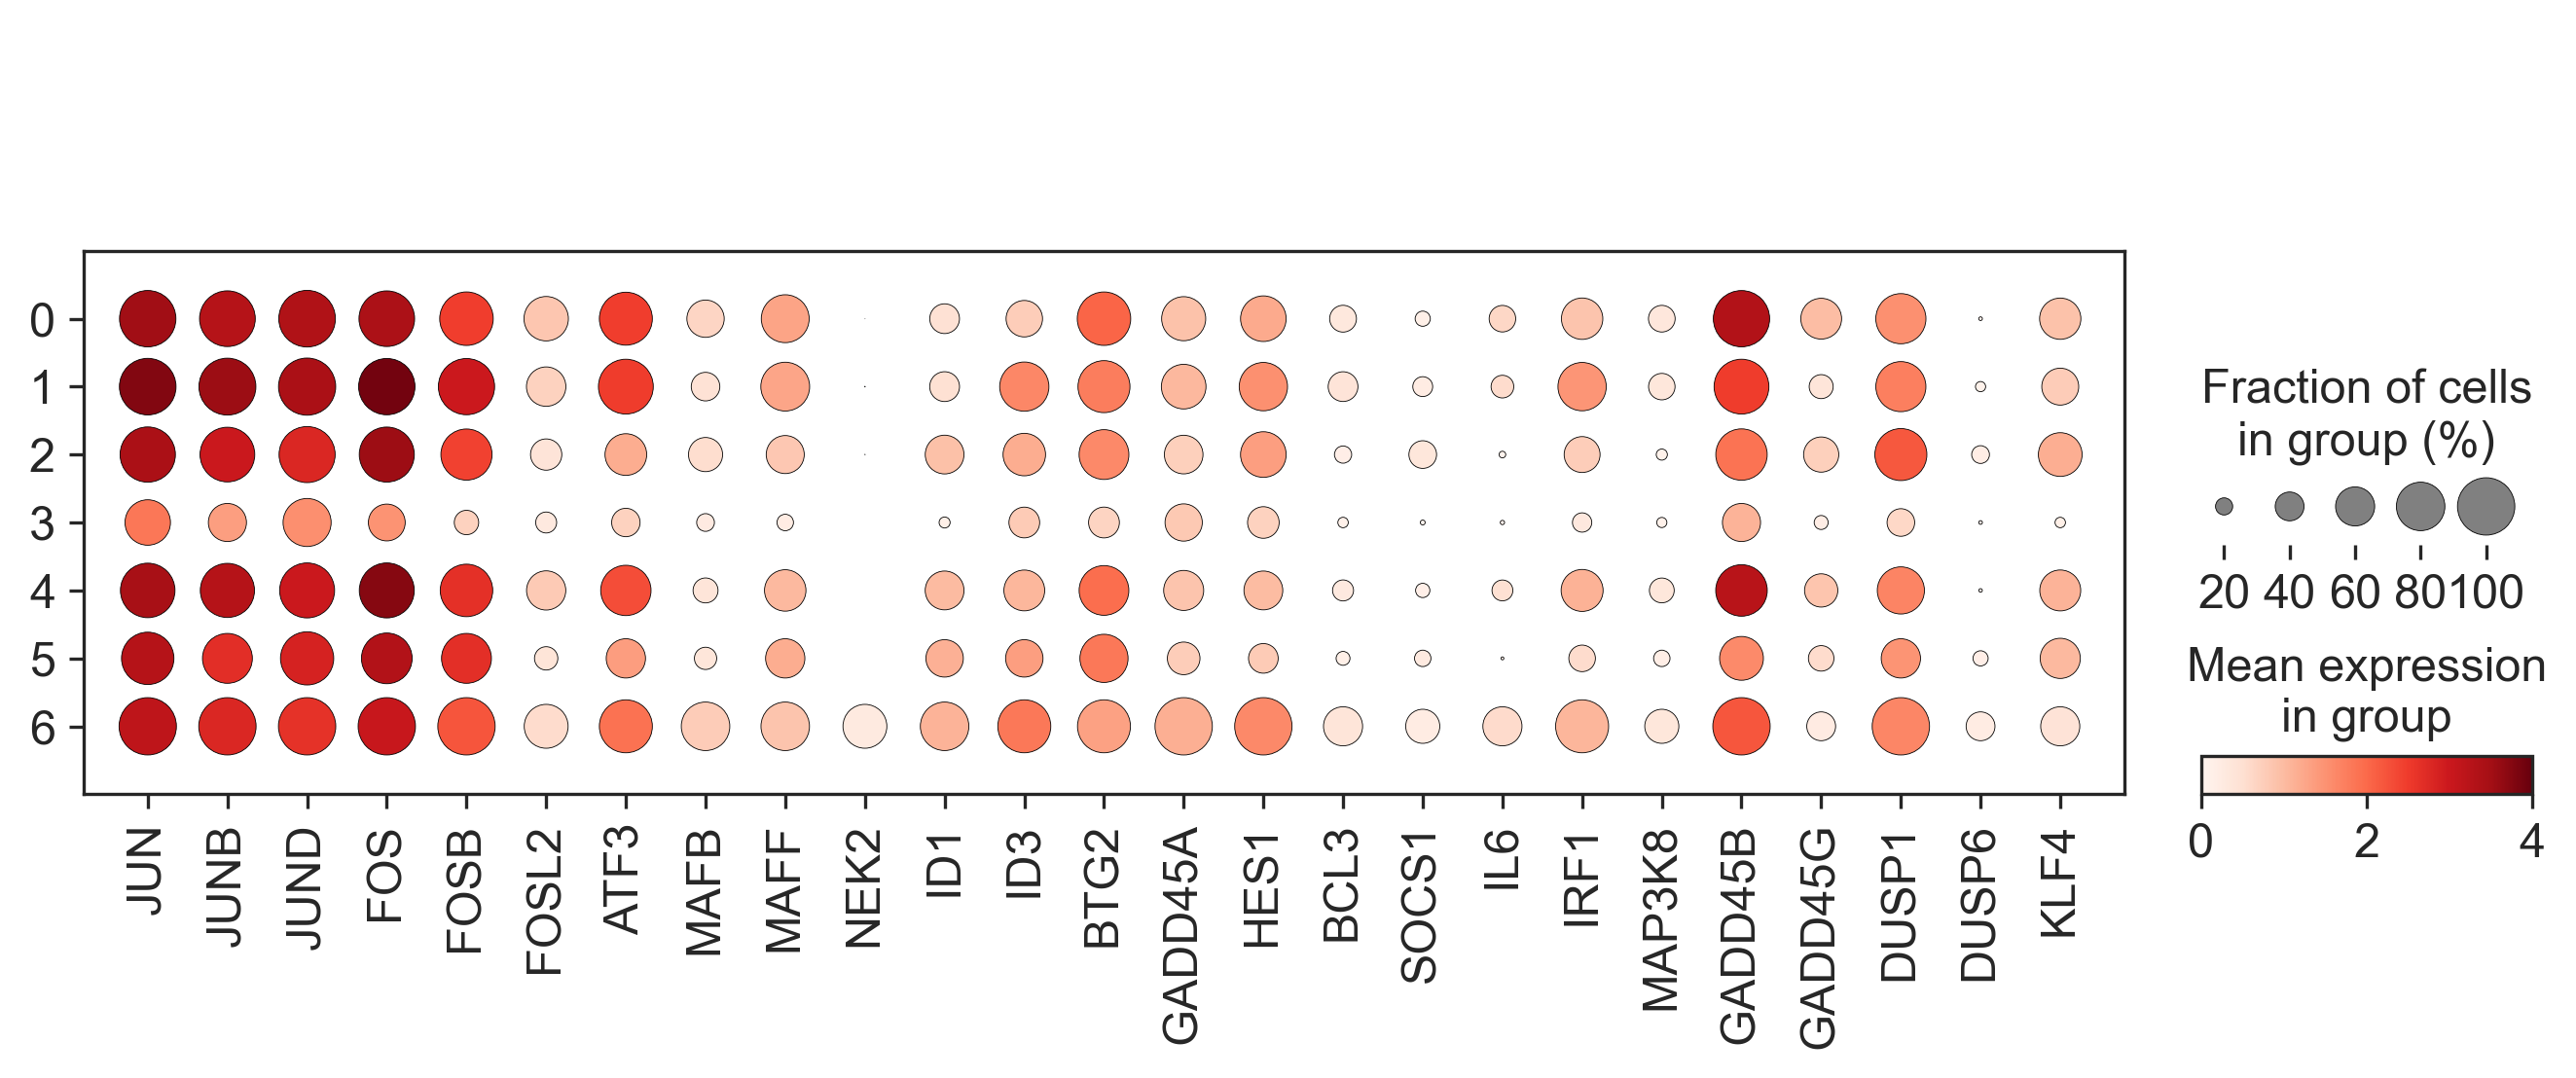 0
1
2
3
4
5
6
JUN
JUNB
JUND
FOS
FOSB
FOSL2
ATF3
MAFB
MAFF
NEK2
ID1
ID3
BTG2
GADD45A
HES1
BCL3
SOCS1
IL6
IRF1
MAP3K8
GADD45B
GADD45G
DUSP1
DUSP6
KLF4
Fraction of cells
in group (%)
20 40 60 80 100
Mean expression
in group
0 2 4